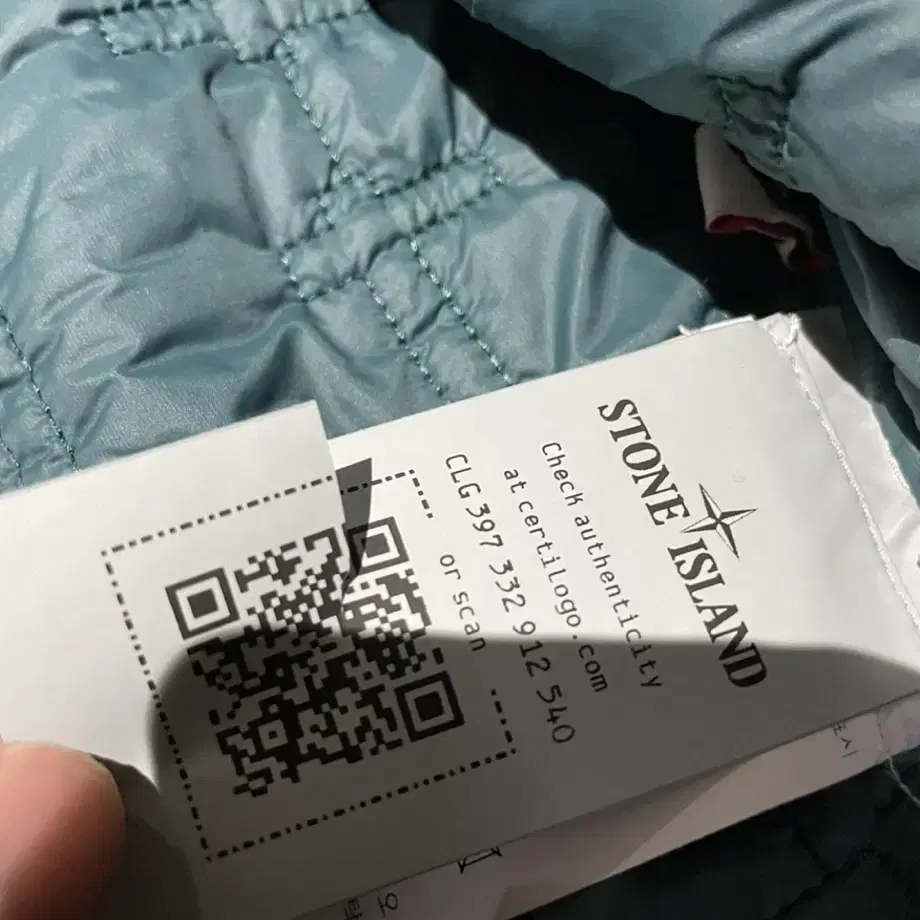 STONE ISLAND
Check authenticity
at certilogo.com
CLG 397 332 912 540
or scan